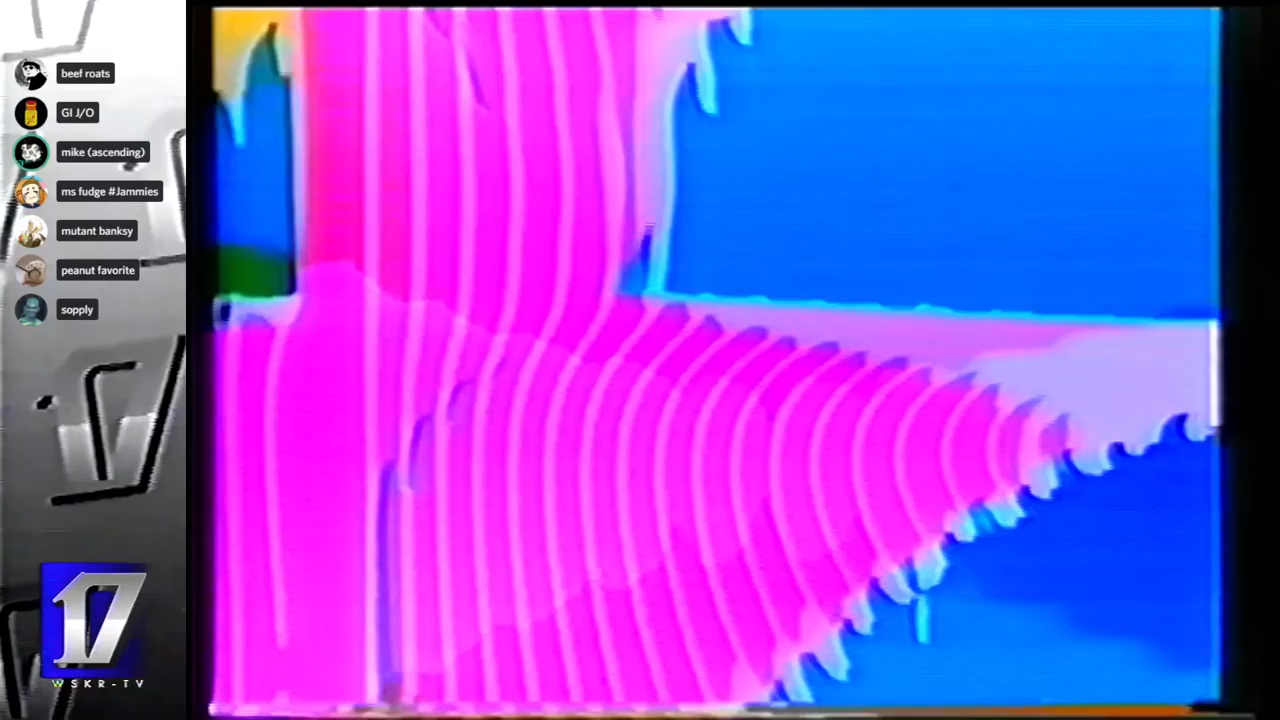 beef roats
GI J/O
mike (ascending)
ms fudge #Jammies
mutant banksy
peanut favorite
sopply
17
WSKR-TV